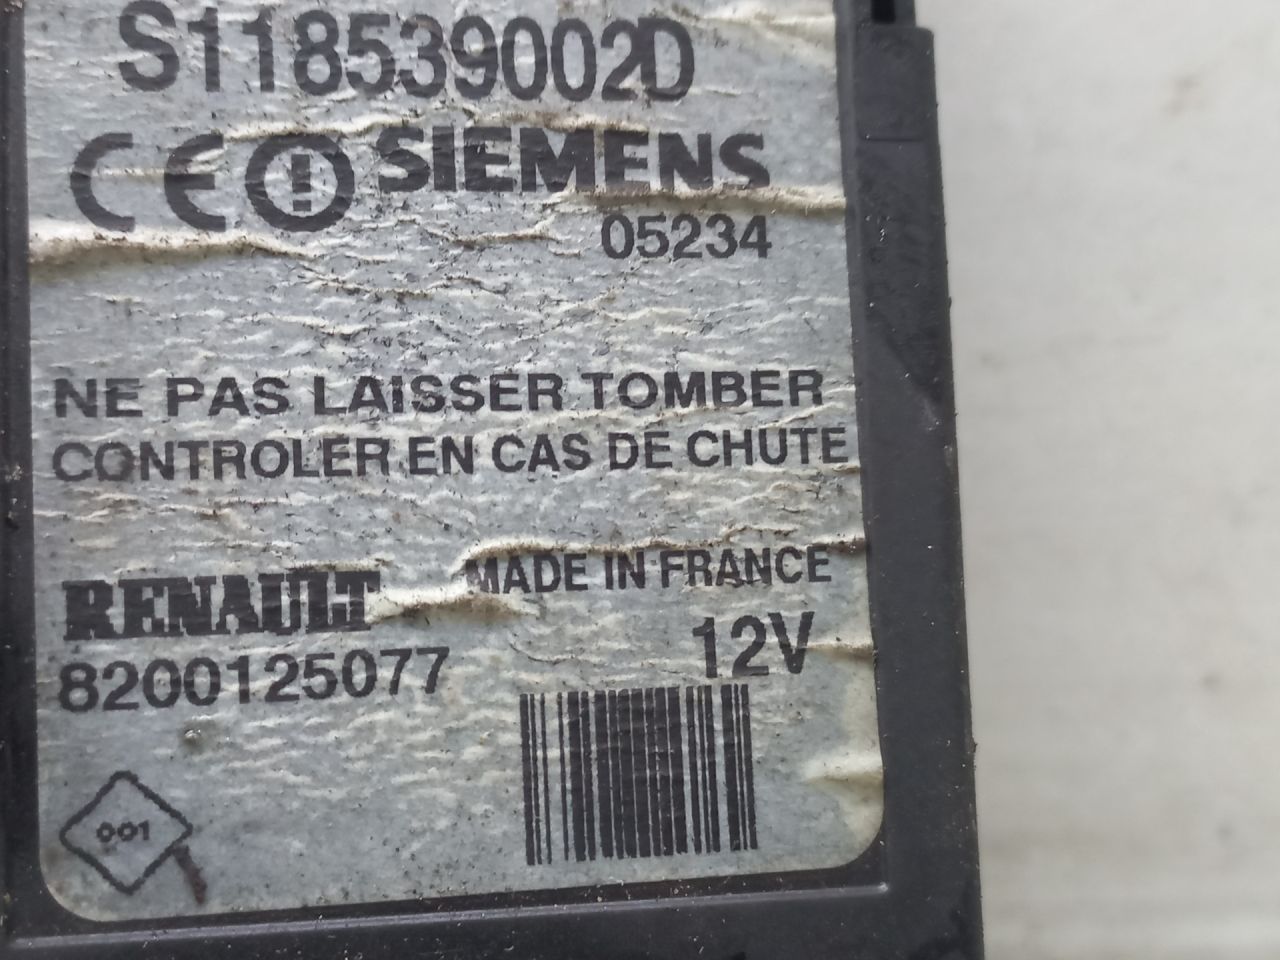 S118539002D
CE SIEMENS
05234
NE PAS LAISSER TOMBER
CONTROLER EN CAS DE CHUTE
MADE IN FRANCE
RENAULT
12V
8200125077
001